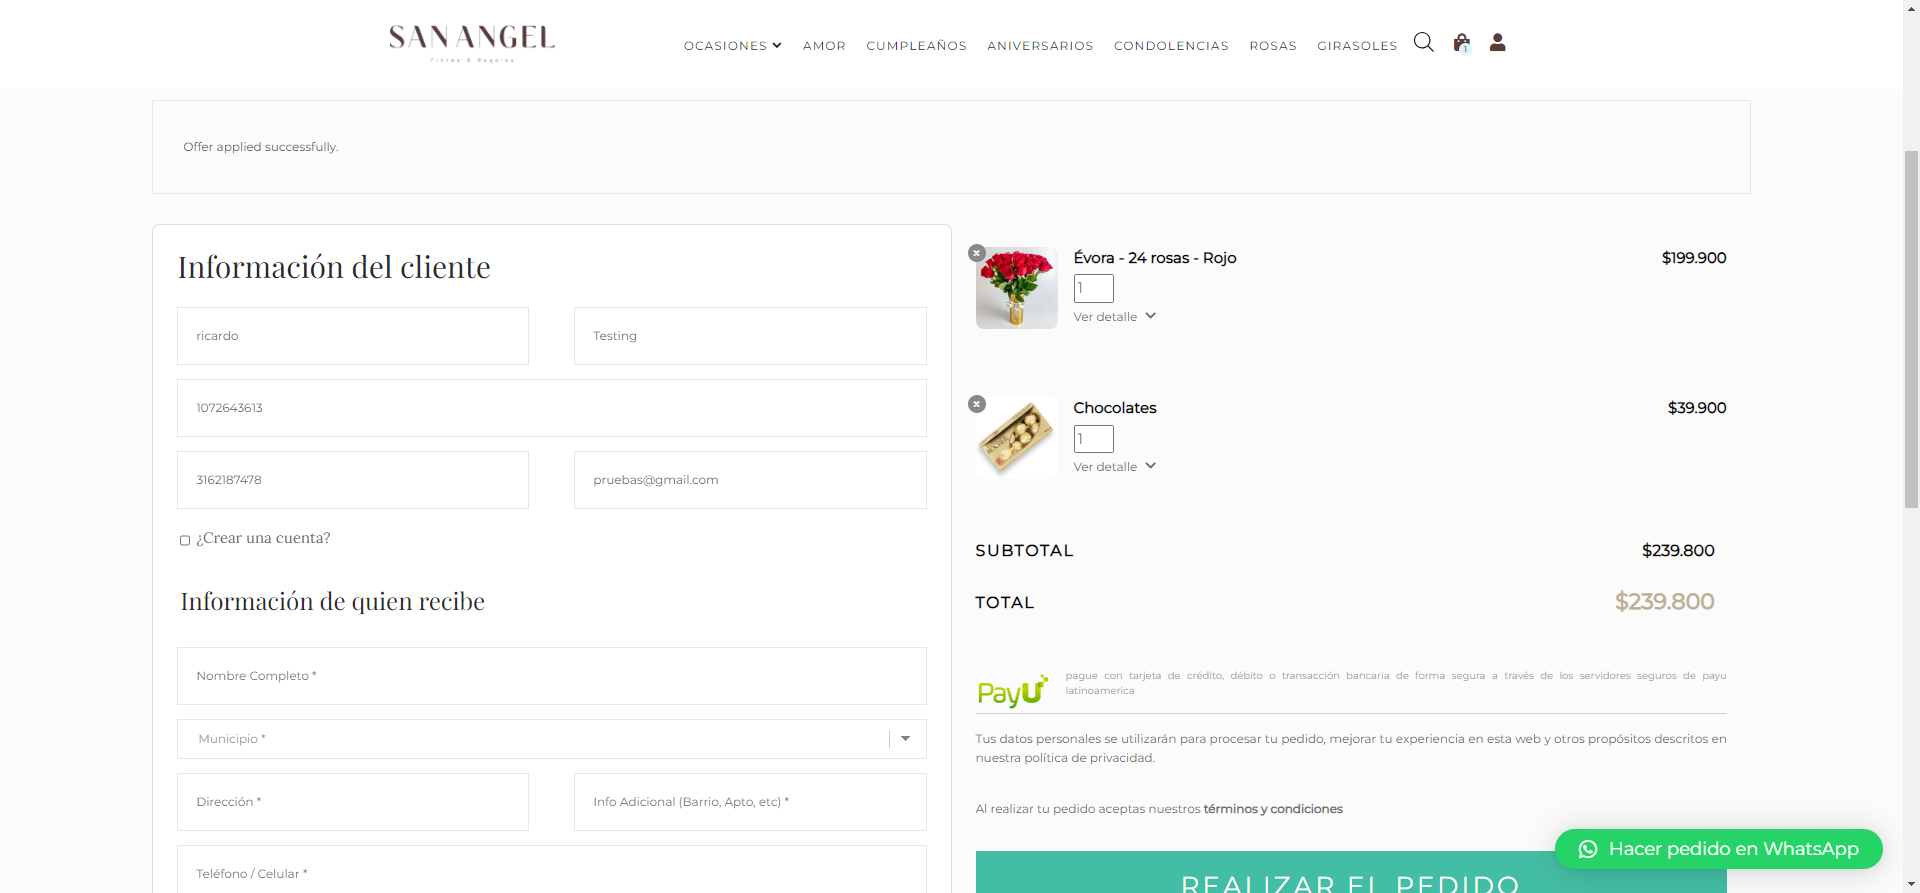 SAN ANGEL
Flores & Regalos
OCASIONES
AMOR
CUMPLEAÑOS
ANIVERSARIOS
CONDOLENCIAS
ROSAS
GIRASOLES
1
Offer applied successfully.
Información del cliente
ricardo
Testing
1072643613
3162187478
pruebas@gmail.com
¿Crear una cuenta?
Información de quien recibe
Nombre Completo *
Municipio *
Dirección *
Info Adicional (Barrio, Apto, etc) *
Teléfono / Celular *
Évora - 24 rosas - Rojo
$199.900
1
Ver detalle
Chocolates
$39.900
1
Ver detalle
SUBTOTAL
$239.800
TOTAL
$239.800
PayU
pague con tarjeta de crédito, débito o transacción bancaria de forma segura a través de los servidores seguros de payu
latinoamerica
Tus datos personales se utilizarán para procesar tu pedido, mejorar tu experiencia en esta web y otros propósitos descritos en
nuestra política de privacidad.
Al realizar tu pedido aceptas nuestros términos y condiciones
Hacer pedido en WhatsApp
REALIZAR EL PEDIDO